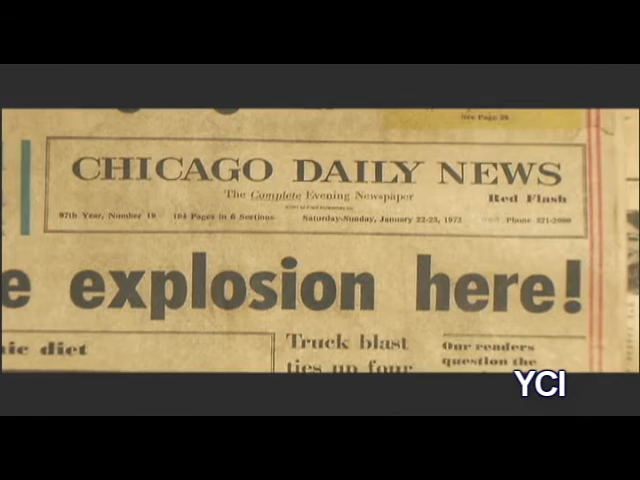 See Page 28
CHICAGO DAILY NEWS
The Complete Evening Newspaper
Red Flash
97th Year, Number 19
184 Pages in 6 Sections
Saturday-Sunday, January 22-23, 1972
Phone 321-2000
e explosion here!
ic diet
Truck blast
ties up four
Our readers
question the
YCI